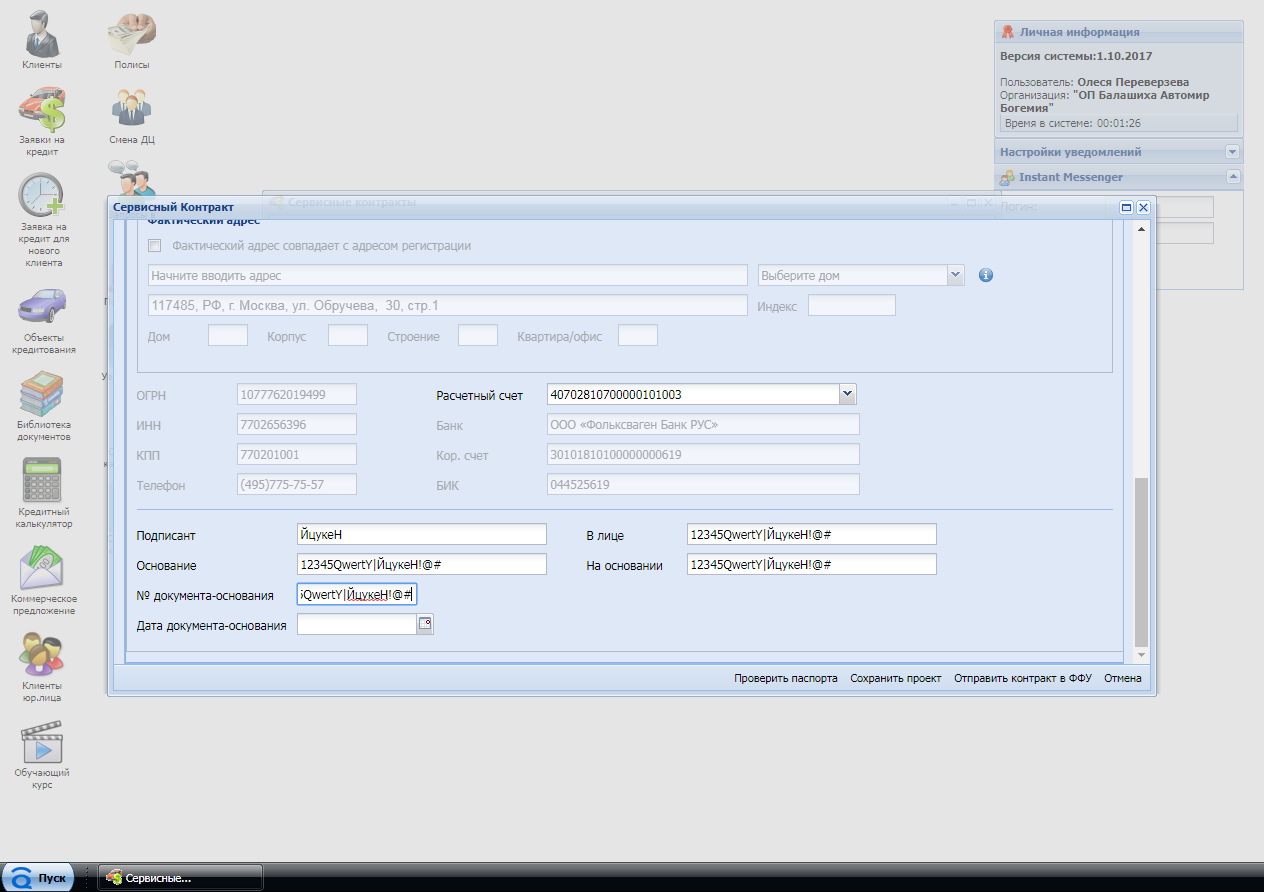 Клиенты
Полисы
Заявки на
кредит
Смена ДЦ
Заявка на
кредит для
нового
клиента
Объекты
кредитования
Библиотека
документов
Кредитный
калькулятор
Коммерческое
предложение
Клиенты
юр.лица
Обучающий
курс
Личная информация
Версия системы:1.10.2017
Пользователь: Олеся Переверзева
Организация: "ОП Балашиха Автомир
Богемия"
Время в системе: 00:01:26
Настройки уведомлений
Instant Messenger
Логин:
Сервисные контракты
Сервисный Контракт
Фактический адрес
Фактический адрес совпадает с адресом регистрации
Начните вводить адрес
Выберите дом
117485, РФ, г. Москва, ул. Обручева, 30, стр.1
Индекс
Дом
Корпус
Строение
Квартира/офис
ОГРН
1077762019499
Расчетный счет
40702810700000101003
ИНН
7702656396
Банк
ООО «Фольксваген Банк РУС»
КПП
770201001
Кор. счет
30101810100000000619
Телефон
(495)775-75-57
БИК
044525619
Подписант
ЙцукеН
В лице
12345QwertY|ЙцукеН!@#
Основание
12345QwertY|ЙцукеН!@#
На основании
12345QwertY|ЙцукеН!@#
№ документа-основания
QwertY|ЙцукеН!@#
Дата документа-основания
Проверить паспорта
Сохранить проект
Отправить контракт в ФФУ
Отмена
Пуск
Сервисные...